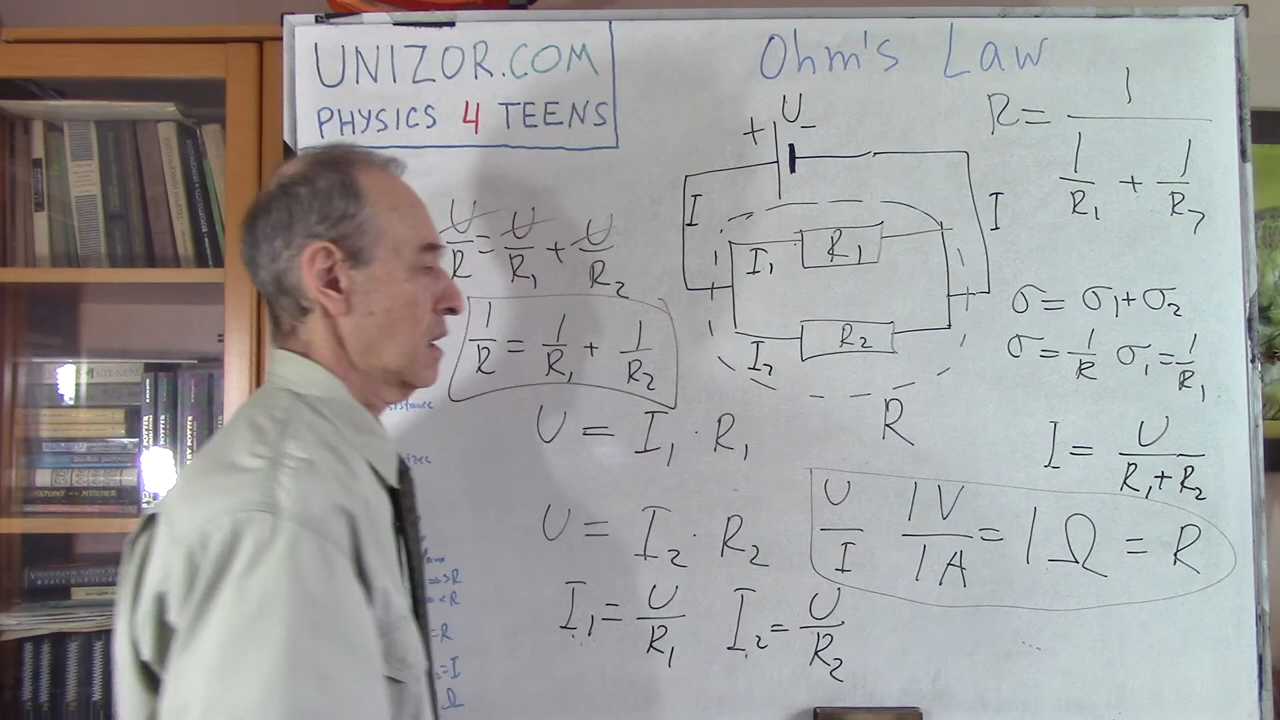 UNIZOR.COM
PHYSICS 4 TEENS
Ohm's Law
U
+ -
R = 1 / (1/R₁ + 1/R₂)
I
I
I₁ R₁
I₂ R₂
R
U/R = U/R₁ + U/R₂
1/R = 1/R₁ + 1/R₂
σ = σ₁ + σ₂
σ = 1/R σ₁ = 1/R₁
U = I₁ · R₁
I = U / (R₁ + R₂)
U/I 1V/1A = 1Ω = R
U = I₂ · R₂
I₁ = U/R₁ I₂ = U/R₂
=>R
=<R
=R
=I
Ω